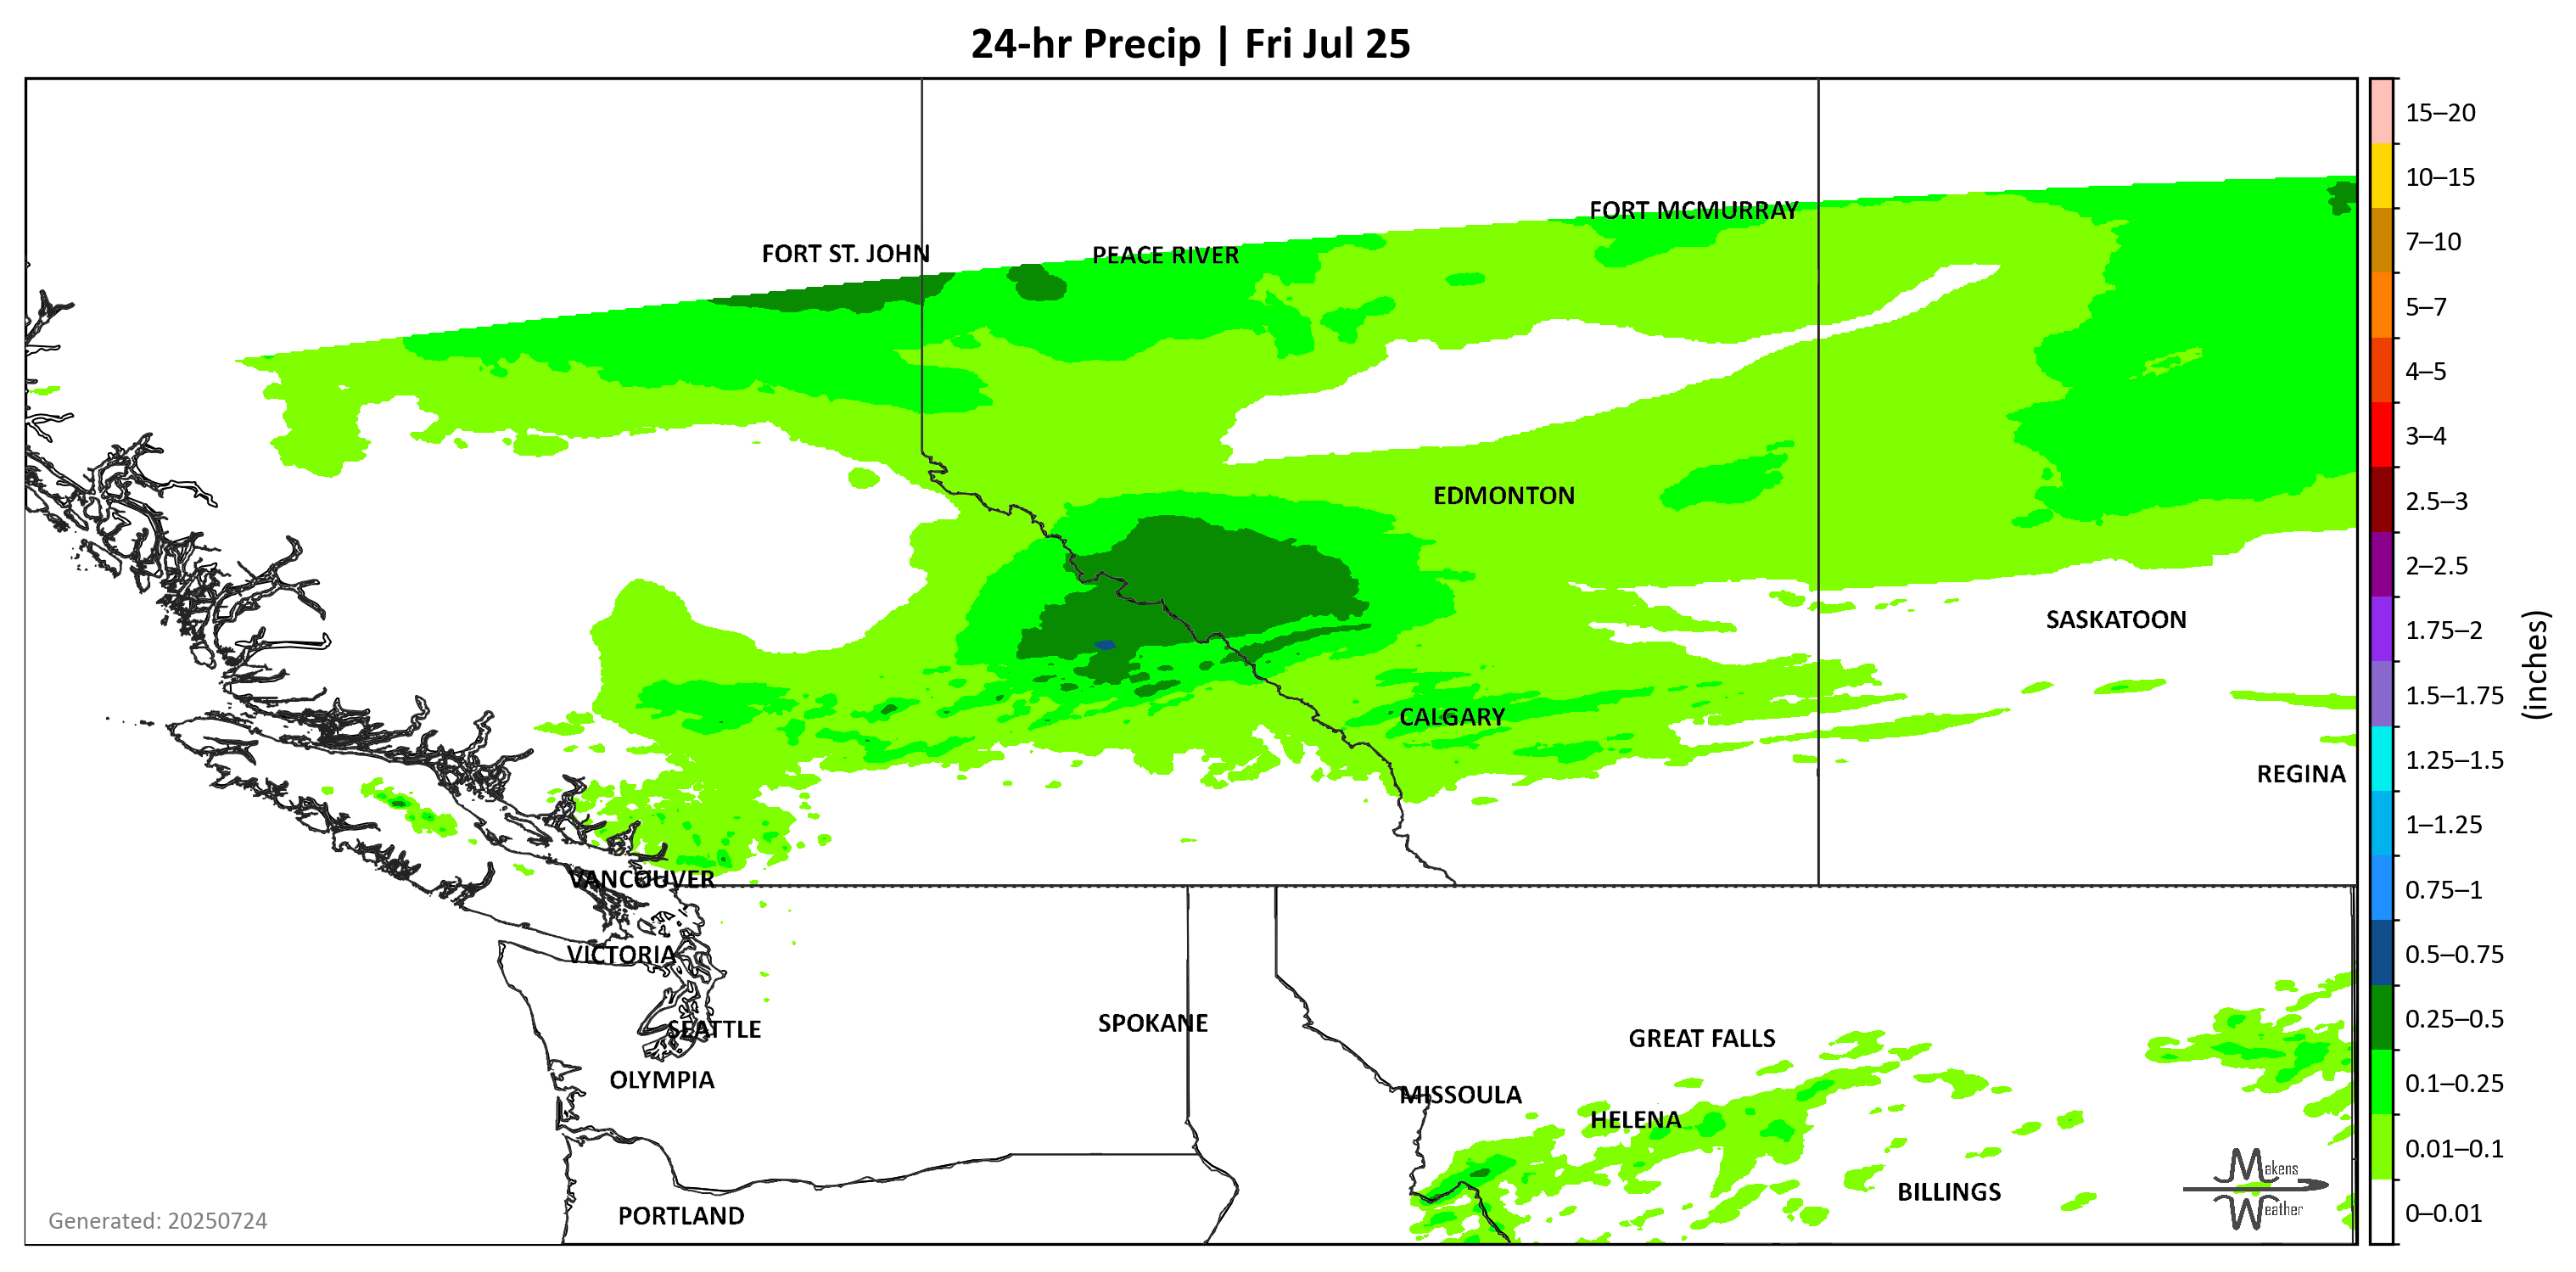 24-hr Precip | Fri Jul 25
FORT MCMURRAY
FORT ST. JOHN
PEACE RIVER
EDMONTON
SASKATOON
CALGARY
REGINA
VANCOUVER
VICTORIA
SPOKANE
SEATTLE
GREAT FALLS
OLYMPIA
MISSOULA
HELENA
BILLINGS
PORTLAND
Generated: 20250724
Makens
Weather
15–20
10–15
7–10
5–7
4–5
3–4
2.5–3
2–2.5
1.75–2
1.5–1.75
1.25–1.5
1–1.25
0.75–1
0.5–0.75
0.25–0.5
0.1–0.25
0.01–0.1
0–0.01
(inches)